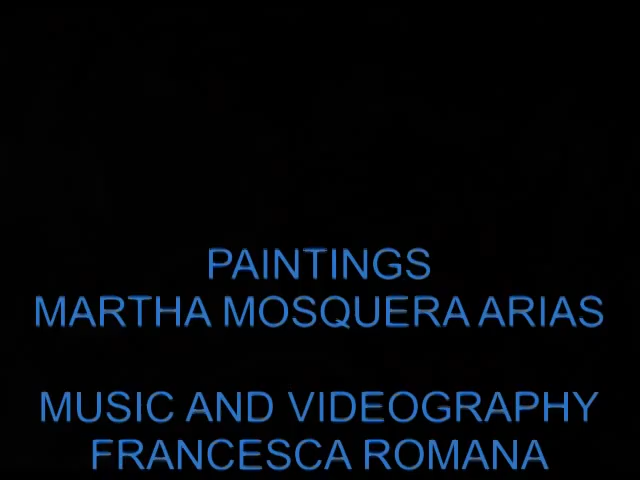 PAINTINGS
MARTHA MOSQUERA ARIAS
MUSIC AND VIDEOGRAPHY
FRANCESCA ROMANA